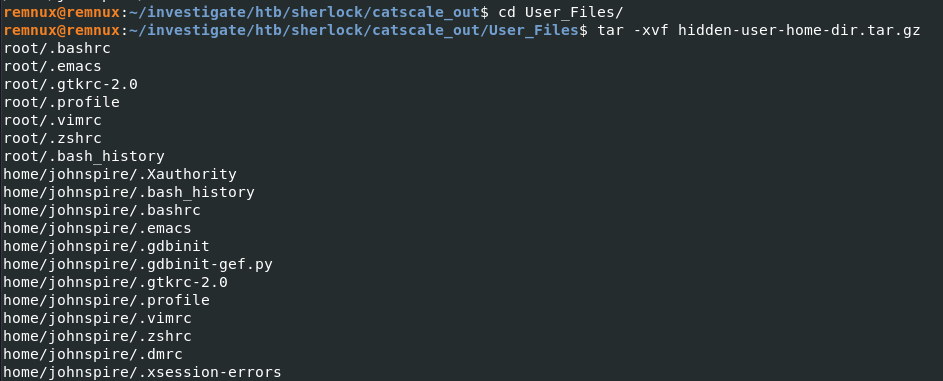 remnux@remnux:~/investigate/htb/sherlock/catscale_out$ cd User_Files/
remnux@remnux:~/investigate/htb/sherlock/catscale_out/User_Files$ tar -xvf hidden-user-home-dir.tar.gz
root/.bashrc
root/.emacs
root/.gtkrc-2.0
root/.profile
root/.vimrc
root/.zshrc
root/.bash_history
home/johnspire/.Xauthority
home/johnspire/.bash_history
home/johnspire/.bashrc
home/johnspire/.emacs
home/johnspire/.gdbinit
home/johnspire/.gdbinit-gef.py
home/johnspire/.gtkrc-2.0
home/johnspire/.profile
home/johnspire/.vimrc
home/johnspire/.zshrc
home/johnspire/.dmrc
home/johnspire/.xsession-errors